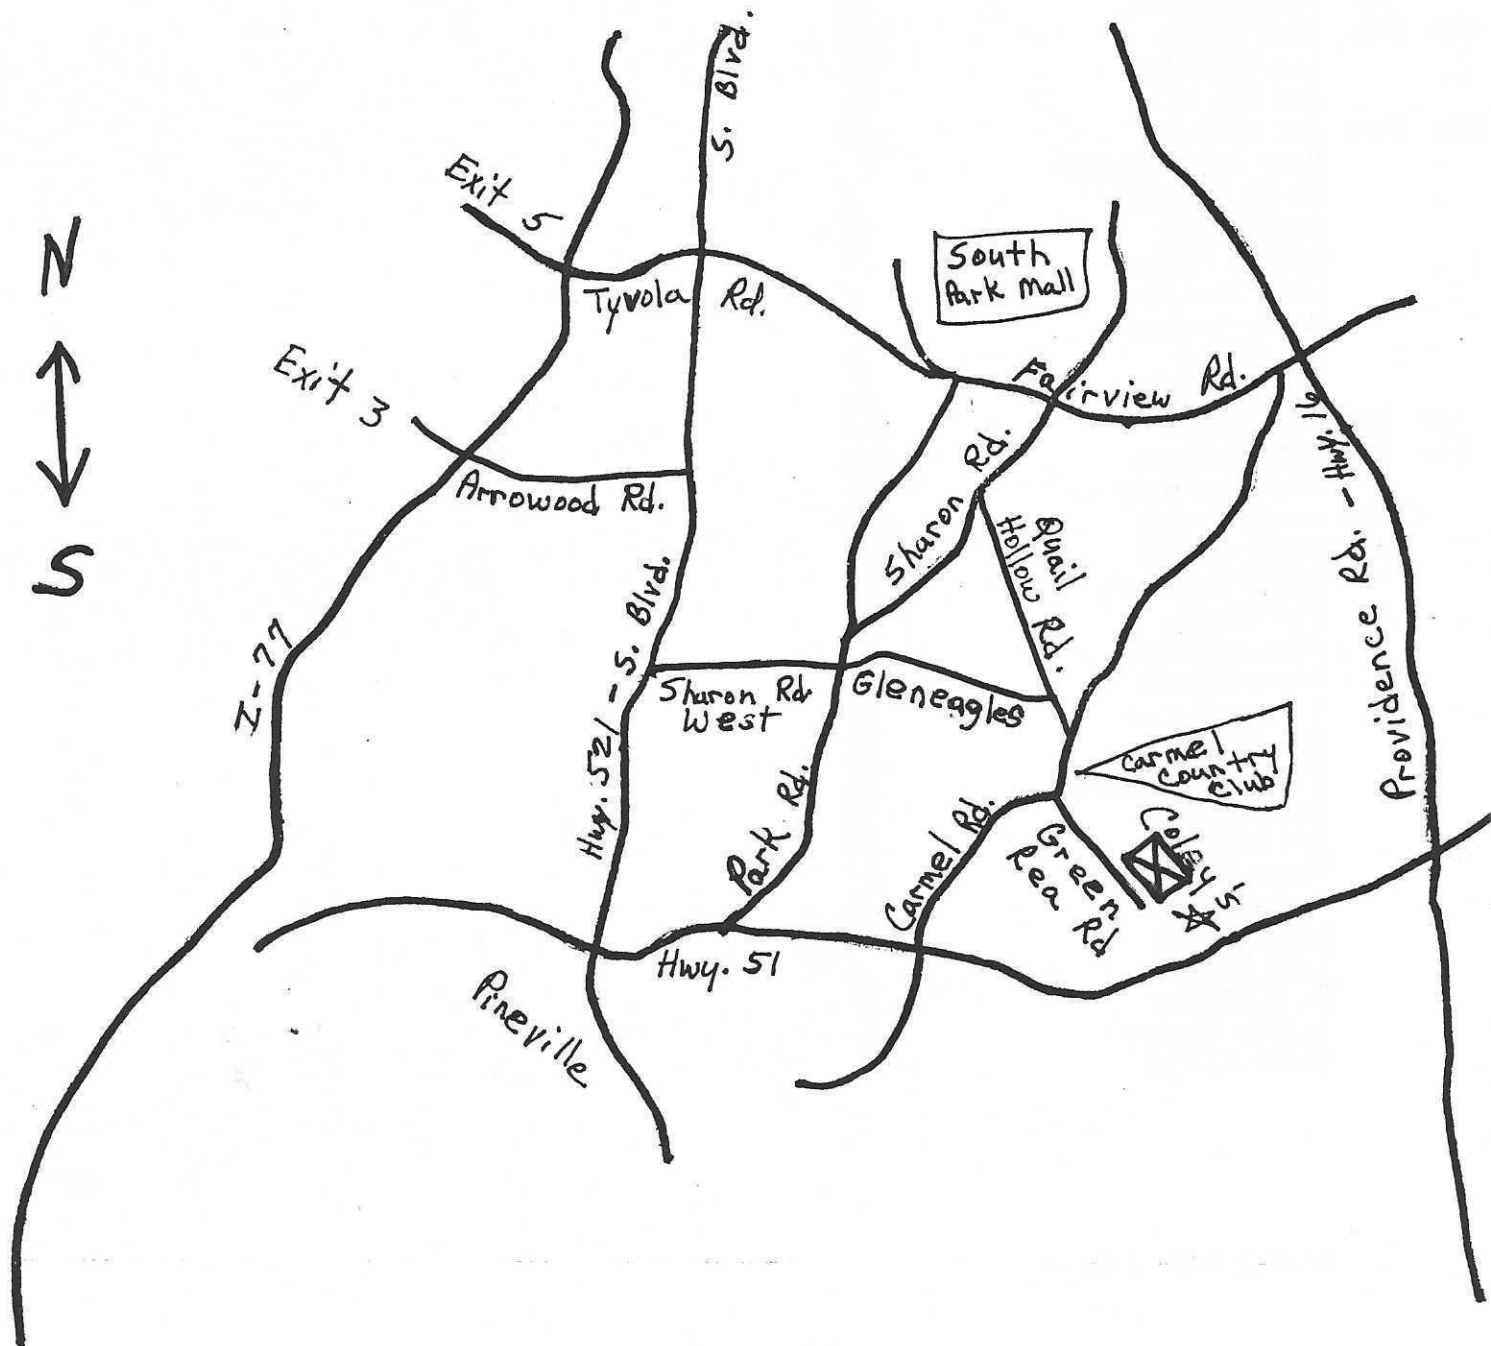 S. Blvd.
Exit 5
N
South
Park Mall
Tyvola Rd.
Exit 3
Fairview Rd.
Arrowood Rd.
Sharon Rd.
Quail
Hollow Rd.
Providence Rd. - Hwy. 16
S
I-77
Hwy. 521 - S. Blvd.
Sharon Rd.
West
Gleneagles
Carmel
Country
Club
Park Rd.
Carmel Rd.
Green
Rea Rd
Coley's
Hwy. 51
Pineville